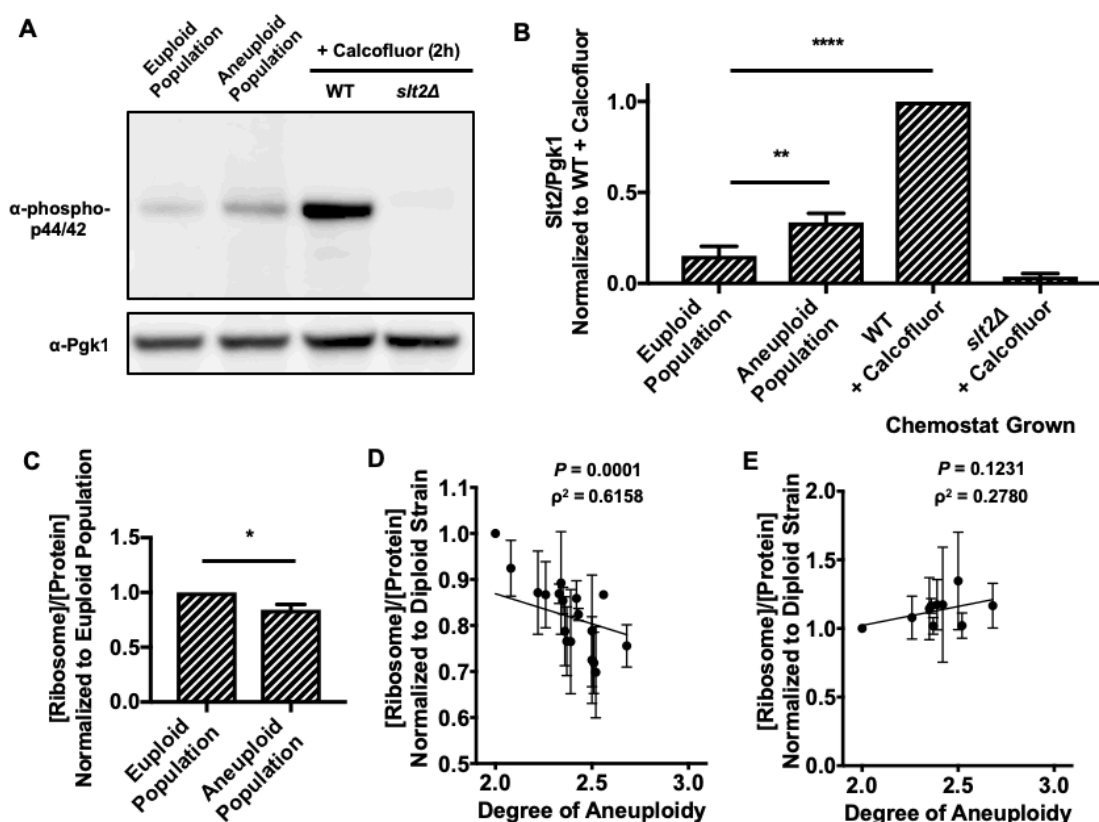 A
Euploid
Population
Aneuploid
Population
+ Calcofluor (2h)
WT
slt2Δ
α-phospho-
p44/42
α-Pgk1
B
Slt2/Pgk1
Normalized to WT + Calcofluor
1.0
0.5
0.0
****
**
Euploid
Population
Aneuploid
Population
WT
+ Calcofluor
slt2Δ
+ Calcofluor
Chemostat Grown
C
[Ribosome]/[Protein]
Normalized to Euploid Population
1.5
1.0
0.5
0.0
*
Euploid
Population
Aneuploid
Population
D
P = 0.0001
ρ² = 0.6158
[Ribosome]/[Protein]
Normalized to Diploid Strain
1.1
1.0
0.9
0.8
0.7
0.6
0.5
2.0 2.5 3.0
Degree of Aneuploidy
E
P = 0.1231
ρ² = 0.2780
[Ribosome]/[Protein]
Normalized to Diploid Strain
2.0
1.5
1.0
0.5
0.0
2.0 2.5 3.0
Degree of Aneuploidy